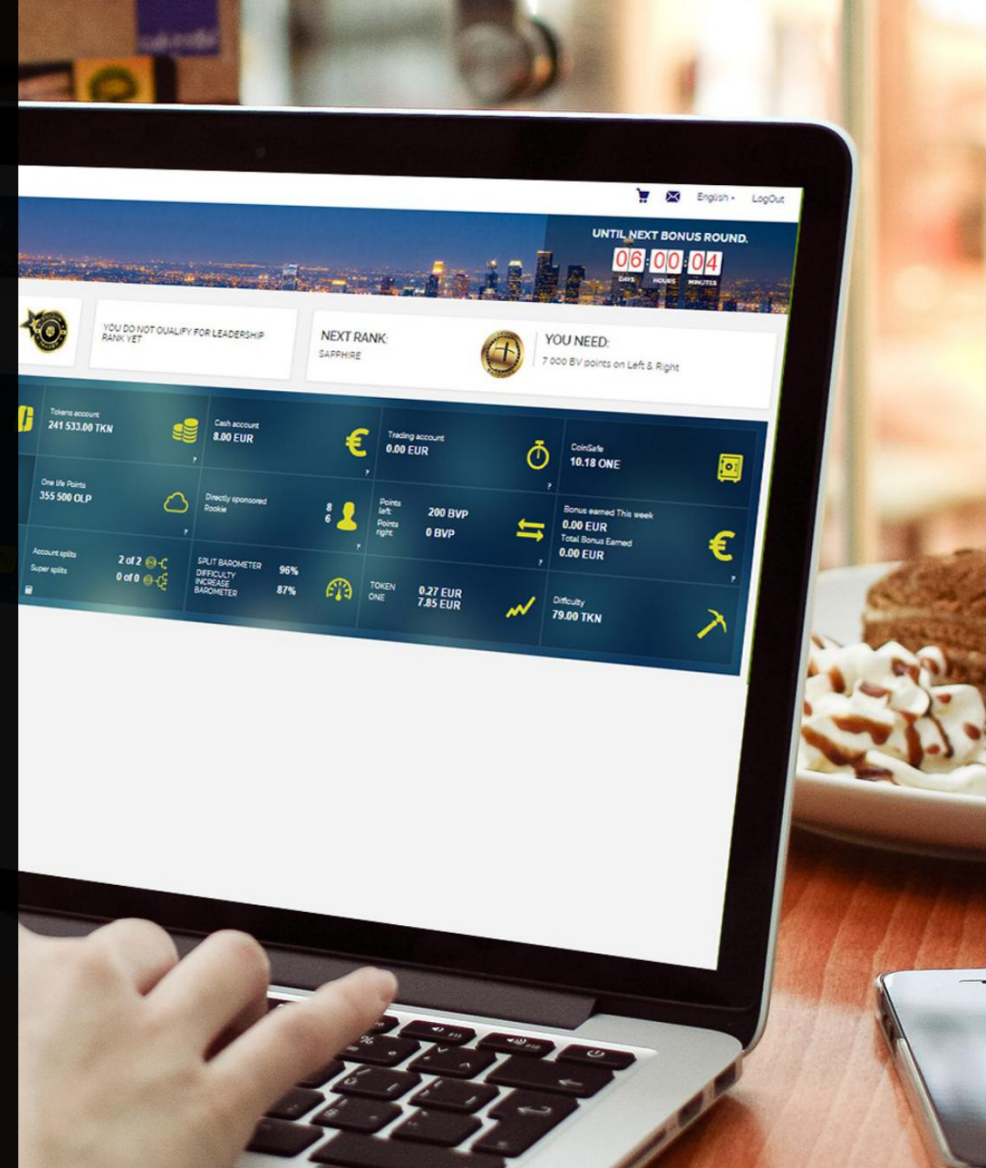 English
LogOut
UNTIL NEXT BONUS ROUND.
06 00 04
DAYS HOURS MINUTES
YOU DO NOT QUALIFY FOR LEADERSHIP
RANK YET
NEXT RANK:
SAPPHIRE
YOU NEED:
7 000 BV points on Left & Right
Tokens account
241 533.00 TKN
?
Cash account
8.00 EUR
€
?
Trading account
0.00 EUR
?
CoinSafe
10.18 ONE
One life Points
355 500 OLP
?
Directly sponsored 8
Rookie 6
?
Points
left: 200 BVP
Points
right: 0 BVP
?
Bonus earned This week
0.00 EUR
Total Bonus Earned
0.00 EUR
€
?
Account splits 2 of 2
Super splits 0 of 0
SPLIT BAROMETER 96%
DIFFICULTY
INCREASE
BAROMETER 87%
TOKEN 0.27 EUR
ONE 7.85 EUR
Difficulty
79.00 TKN